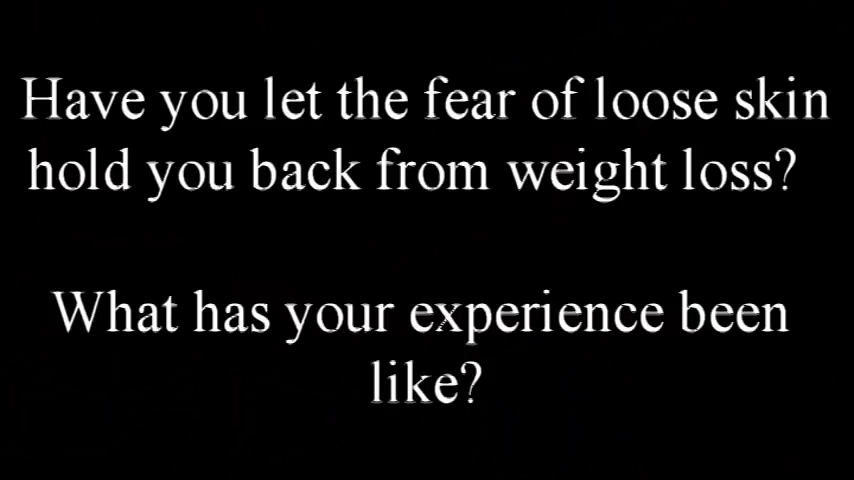 Have you let the fear of loose skin
hold you back from weight loss?
What has your experience been
like?